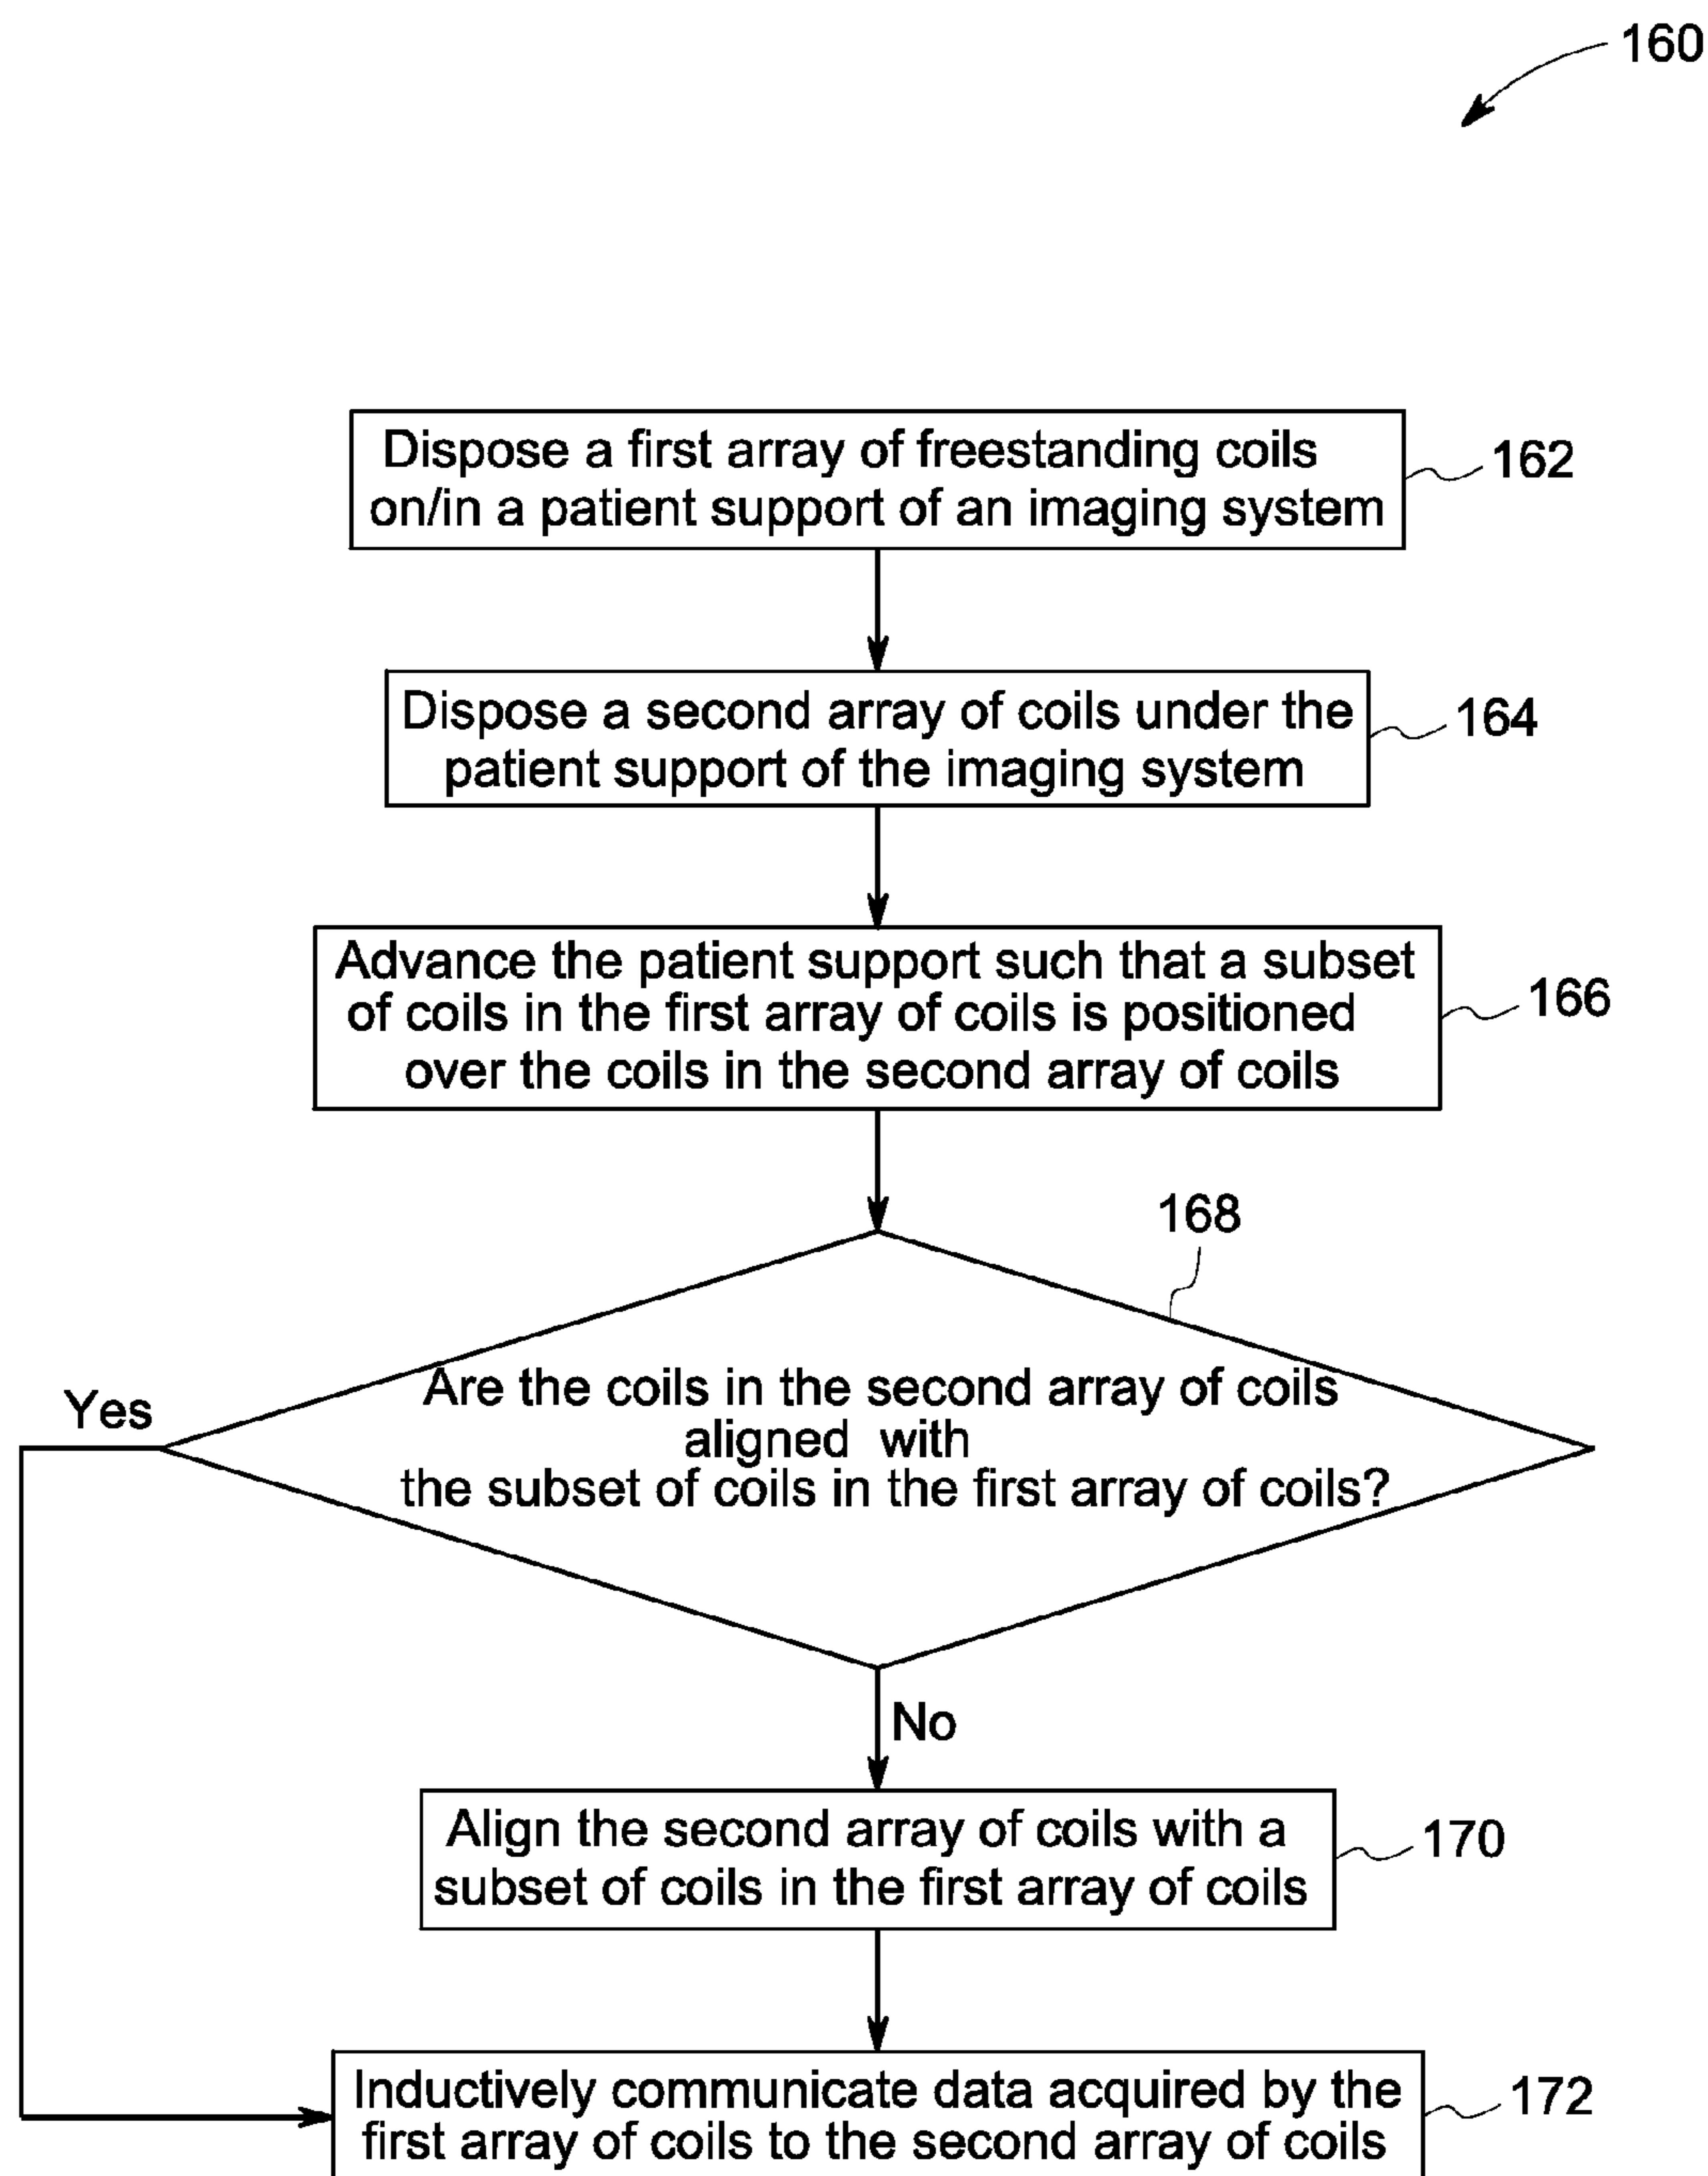 160
Dispose a first array of freestanding coils
on/in a patient support of an imaging system
162
Dispose a second array of coils under the
patient support of the imaging system
164
Advance the patient support such that a subset
of coils in the first array of coils is positioned
over the coils in the second array of coils
166
168
Are the coils in the second array of coils
aligned with
the subset of coils in the first array of coils?
Yes
No
Align the second array of coils with a
subset of coils in the first array of coils
170
Inductively communicate data acquired by the
first array of coils to the second array of coils
172